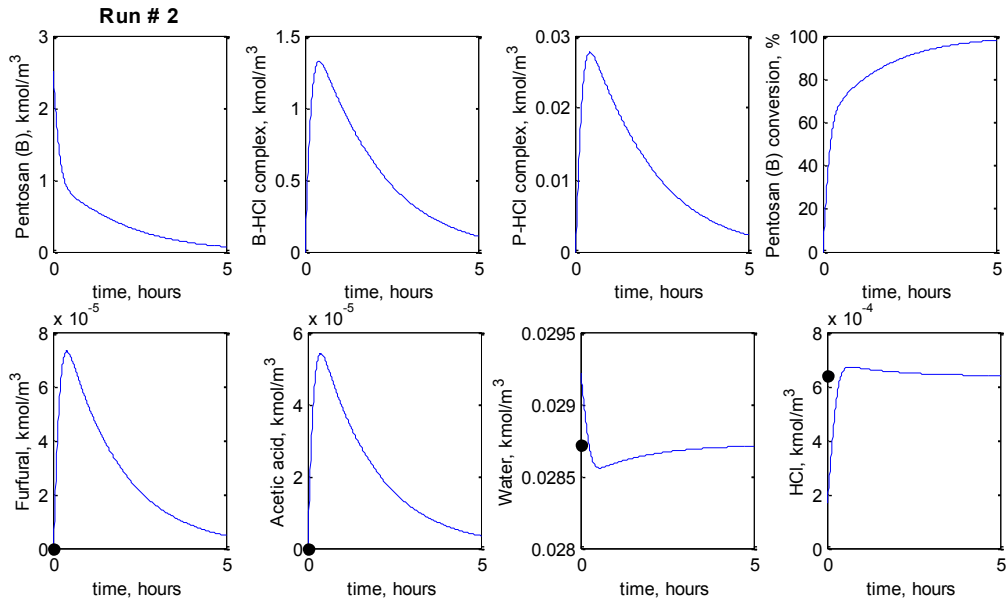 Run # 2
Pentosan (B), kmol/m³
3
2
1
0
0
5
time, hours
B-HCl complex, kmol/m³
1.5
1
0.5
0
0
5
time, hours
P-HCl complex, kmol/m³
0.03
0.02
0.01
0
0
5
time, hours
Pentosan (B) conversion, %
100
80
60
40
20
0
0
5
time, hours
x 10⁻⁵
Furfural, kmol/m³
8
6
4
2
0
0
5
time, hours
x 10⁻⁵
Acetic acid, kmol/m³
6
4
2
0
0
5
time, hours
Water, kmol/m³
0.0295
0.029
0.0285
0.028
0
5
time, hours
x 10⁻⁴
HCl, kmol/m³
8
6
4
2
0
0
5
time, hours